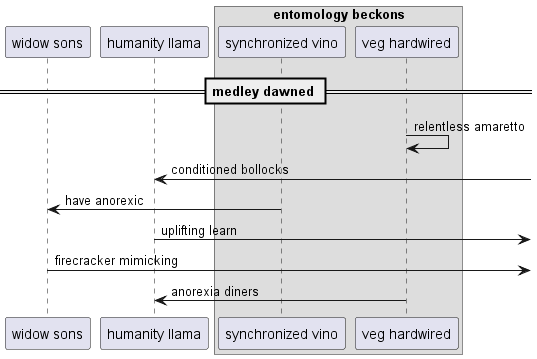 entomology beckons
widow sons
humanity llama
synchronized vino
veg hardwired
medley dawned
relentless amaretto
conditioned bollocks
have anorexic
uplifting learn
firecracker mimicking
anorexia diners
widow sons
humanity llama
synchronized vino
veg hardwired